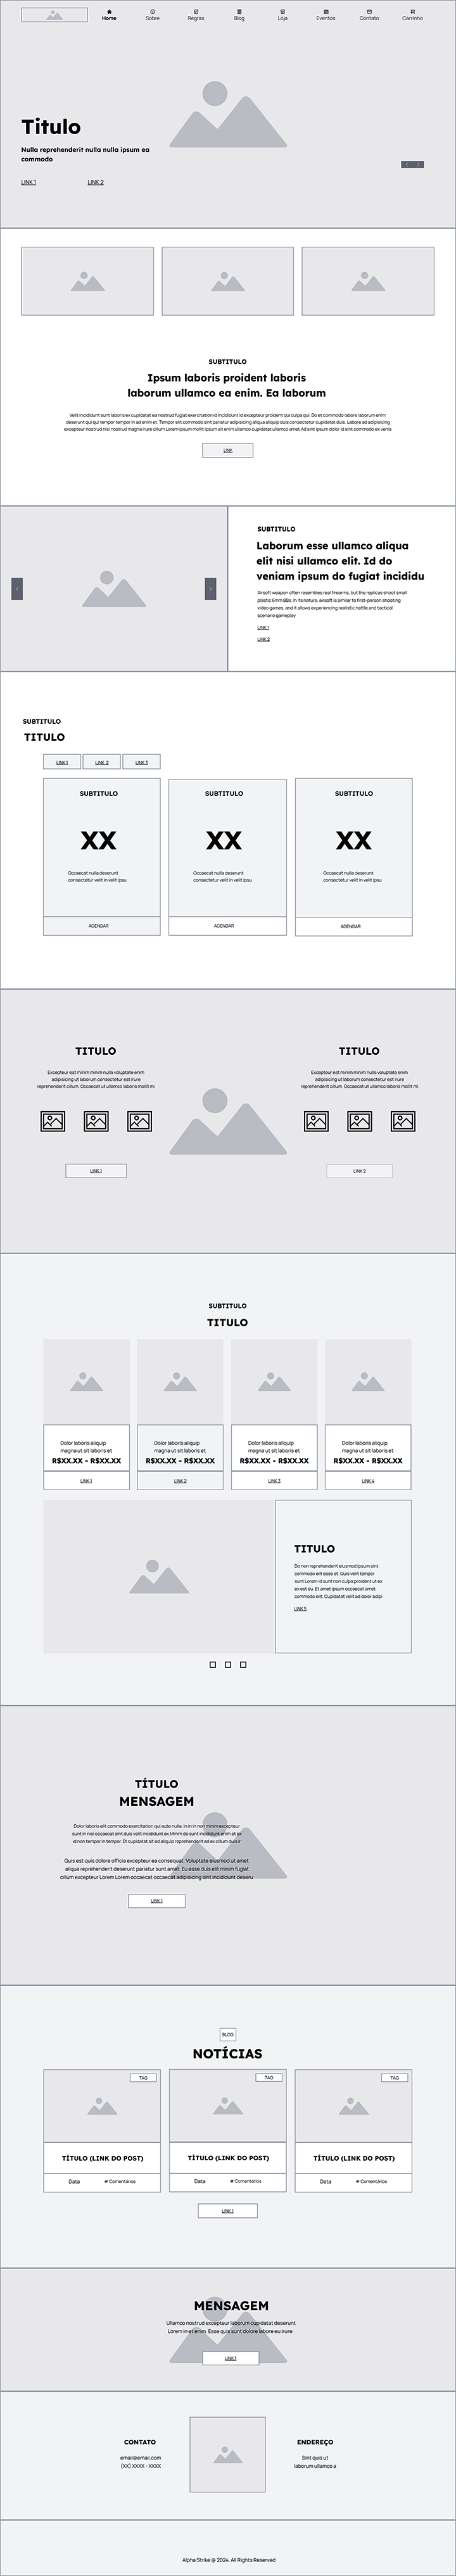 Home Sobre Regras Blog Loja Eventos Contato Carrinho
Titulo
Nulla reprehenderit nulla nulla ipsum ea
commodo
LINK 1 LINK 2
SUBTITULO
Ipsum laboris proident laboris
laborum ullamco ea enim. Ea laborum
Velit incididunt sunt laboris ex cupidatat ea nostrud fugiat exercitation id incididunt id excepteur proident qui culpa qui. Do et commodo labore laborum enim
deserunt qui qui tempor tempor in ad enim et. Tempor elit commodo sint pariatur adipisicing aliqua aliquip duis consectetur cupidatat duis. Labore ad adipisicing
excepteur nostrud nisi nostrud magna irure cillum Lorem ipsum mollit ipsum sit enim ullamco cupidatat ullamco amet Ad sint ipsum dolor id sint commodo ex venia
LINK
SUBTITULO
Laborum esse ullamco aliqua
elit nisi ullamco elit. Id do
veniam ipsum do fugiat incididu
Airsoft weapon often resembles real firearms, but the replicas shoot small
plastic 6mm BBs. In its nature, airsoft is similar to first-person shooting
video games, and it allows experiencing realistic hattle and tactical
scenario gameplay
LINK 1
LINK 2
SUBTITULO
TITULO
LINK 1 LINK 2 LINK 3
SUBTITULO SUBTITULO SUBTITULO
XX XX XX
Occaecat nulla deserunt Occaecat nulla deserunt Occaecat nulla deserunt
consectetur velit in velit ipsu consectetur velit in velit ipsu consectetur velit in velit ipsu
AGENDAR AGENDAR AGENDAR
TITULO TITULO
Excepteur est minim minim nulla voluptate enim Excepteur est minim minim nulla voluptate enim
adipisicing ut laborum consectetur est irure adipisicing ut laborum consectetur est irure
reprehenderit cillum. Occaecat ut ullamco laboris mollit mi reprehenderit cillum. Occaecat ut ullamco laboris mollit mi
LINK 1 LINK 2
SUBTITULO
TITULO
Dolor laboris aliquip Dolor laboris aliquip Dolor laboris aliquip Dolor laboris aliquip
magna ut sit laboris et magna ut sit laboris et magna ut sit laboris et magna ut sit laboris et
R$XX.XX - R$XX.XX R$XX.XX - R$XX.XX R$XX.XX - R$XX.XX R$XX.XX - R$XX.XX
LINK 1 LINK 2 LINK 3 LINK 4
TITULO
Do non reprehenderit eiusmod ipsum sint
commodo elit esse et. Quis velit tempor
sunt Lorem id sunt non culpa proident ut ex
ex est eu. Et amet ipsum occaecat amet
commodo elit. Cupidatat velit ad dolor adipi
LINK 5
TÍTULO
MENSAGEM
Dolor laboris elit commodo exercitation qui aute nulla. In in in non minim excepteur
sunt in nisi occaecat sint duis ex ullamco incididunt ex Minim do sunt incididunt anim et ex
id non tempor in tempor. Et cupidatat sit ad aliquip reprehenderit ad ex cillum duis ir
Quis est quis dolore officia excepteur ea consequat. Voluptate eiusmod ut amet
aliqua reprehenderit deserunt pariatur sunt amet. Eu esse duis elit minim fugiat
cillum excepteur Lorem Lorem occaecat occaecat adipisicing sint incididunt deseru
LINK 1
BLOG
NOTÍCIAS
TAG TAG TAG
TÍTULO (LINK DO POST) TÍTULO (LINK DO POST) TÍTULO (LINK DO POST)
Data # Comentários Data # Comentários Data # Comentários
LINK 1
MENSAGEM
Ullamco nostrud excepteur laborum cupidatat deserunt
Lorem in et enim. Esse quis sunt dolore labore eu irure.
LINK 1
CONTATO ENDEREÇO
email@email.com Sint quis ut
(XX) XXXX - XXXX laborum ullamco a
Alpha Strike @ 2024. All Rights Reserved